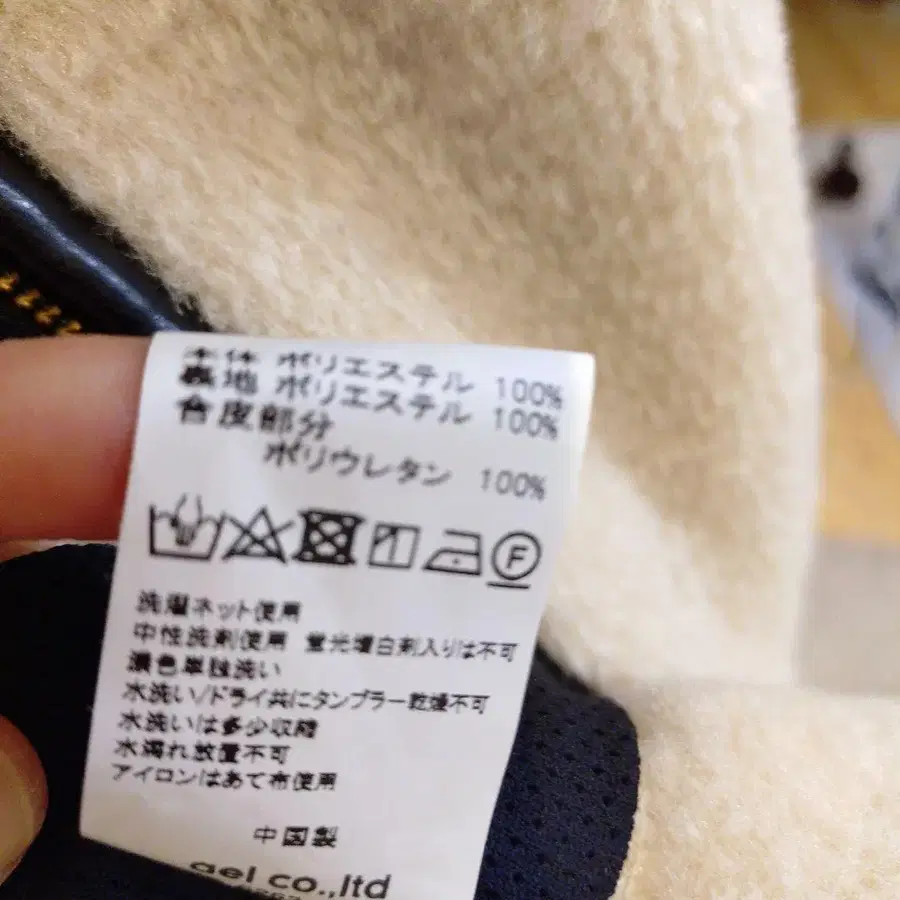 本体 ポリエステル 100%
裏地 ポリエステル 100%
合皮部分
ポリウレタン 100%
F
洗濯ネット使用
中性洗剤使用 蛍光増白剤入りは不可
濃色単独洗い
水洗い/ドライ共にタンブラー乾燥不可
水洗いは多少収縮
水濡れ放置不可
アイロンはあて布使用
中国製
ael co.,ltd